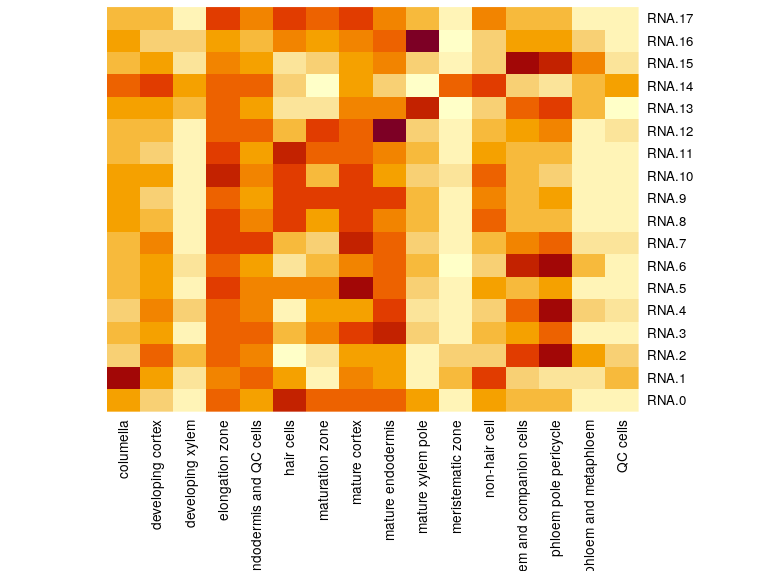 RNA.17
RNA.16
RNA.15
RNA.14
RNA.13
RNA.12
RNA.11
RNA.10
RNA.9
RNA.8
RNA.7
RNA.6
RNA.5
RNA.4
RNA.3
RNA.2
RNA.1
RNA.0
columella
developing cortex
developing xylem
elongation zone
ndodermis and QC cells
hair cells
maturation zone
mature cortex
mature endodermis
mature xylem pole
meristematic zone
non-hair cell
em and companion cells
phloem pole pericycle
phloem and metaphloem
QC cells